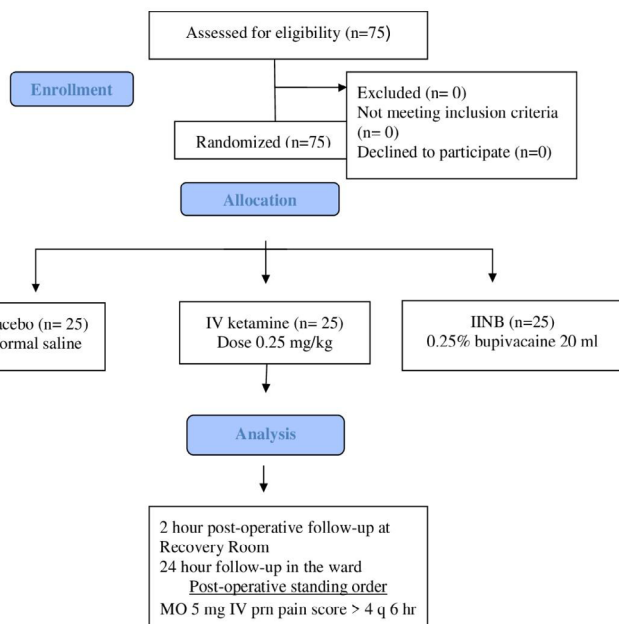 Assessed for eligibility (n=75)
Enrollment
Excluded (n= 0)
Not meeting inclusion criteria
(n= 0)
Declined to participate (n=0)
Randomized (n=75)
Allocation
(n= 25)
saline
IV ketamine (n= 25)
Dose 0.25 mg/kg
IINB (n=25)
0.25% bupivacaine 20 ml
Analysis
2 hour post-operative follow-up at
Recovery Room
24 hour follow-up in the ward
Post-operative standing order
MO 5 mg IV prn pain score > 4 q 6 hr